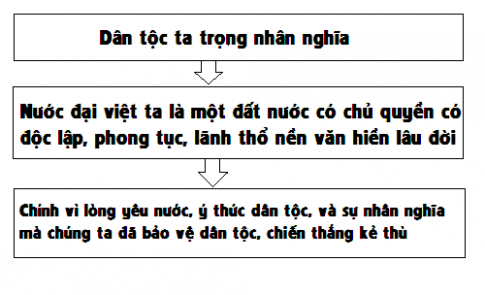 Dân tộc ta trọng nhân nghĩa
Nước đại việt ta là một đất nước có chủ quyền có
độc lập, phong tục, lãnh thổ nền văn hiến lâu đời
Chính vì lòng yêu nước, ý thức dân tộc, và sự nhân nghĩa
mà chúng ta đã bảo vệ dân tộc, chiến thắng kẻ thù